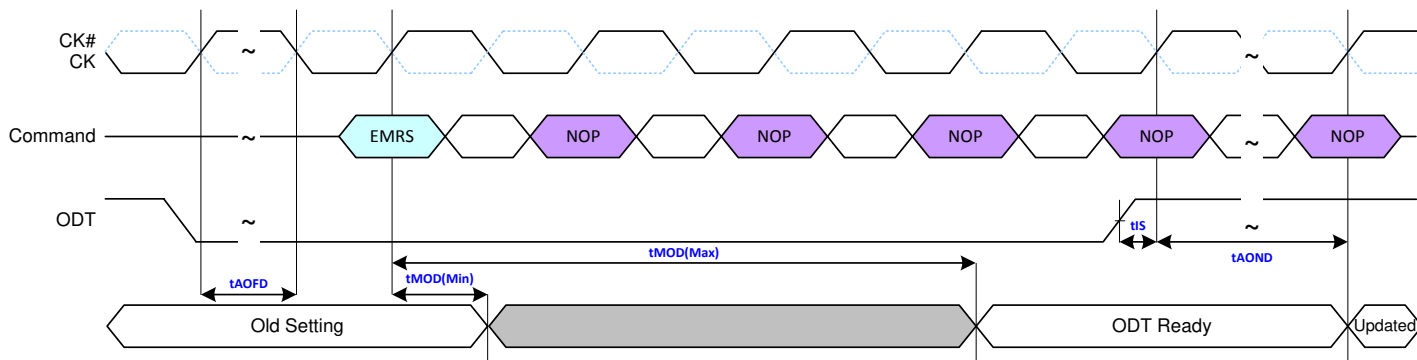 CK#
CK
~
~
Command
~
EMRS
NOP
NOP
NOP
NOP
~
NOP
ODT
~
tIS
~
tMOD(Max)
tAOND
tAOFD
tMOD(Min)
Old Setting
ODT Ready
Updated